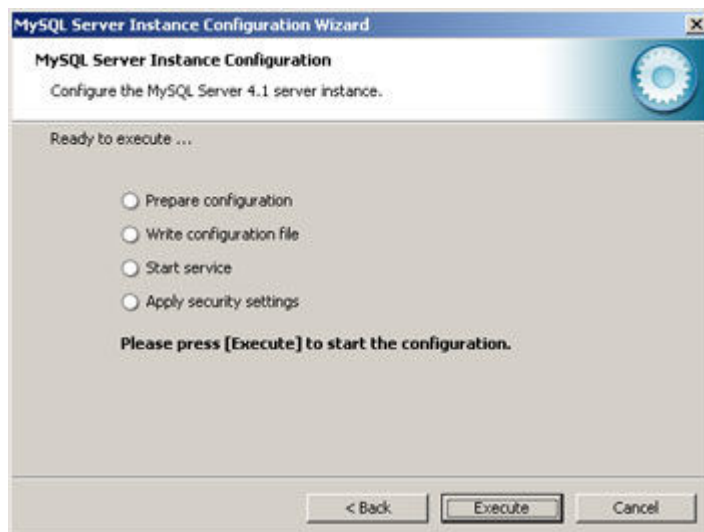 MySQL Server Instance Configuration Wizard
MySQL Server Instance Configuration
Configure the MySQL Server 4.1 server instance.
Ready to execute ...
Prepare configuration
Write configuration file
Start service
Apply security settings
Please press [Execute] to start the configuration.
< Back Execute Cancel